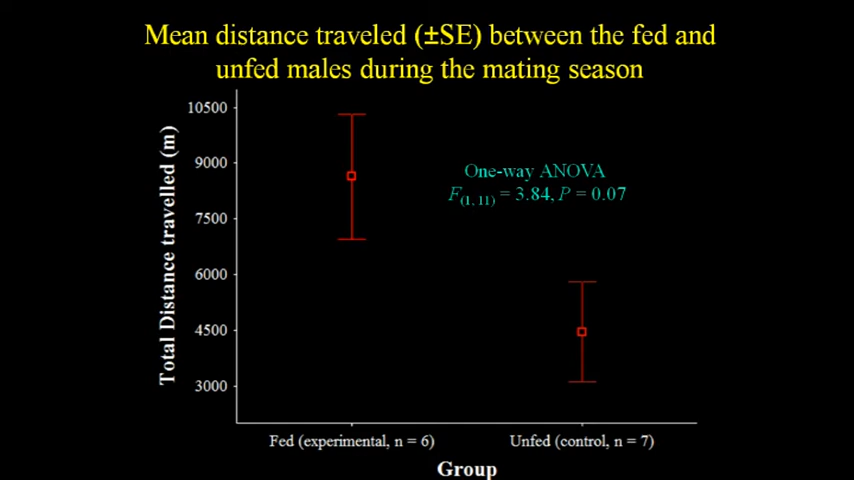 Mean distance traveled (±SE) between the fed and
unfed males during the mating season
10500
9000
7500
6000
4500
3000
Total Distance travelled (m)
One-way ANOVA
F(1, 11) = 3.84, P = 0.07
Fed (experimental, n = 6)
Unfed (control, n = 7)
Group